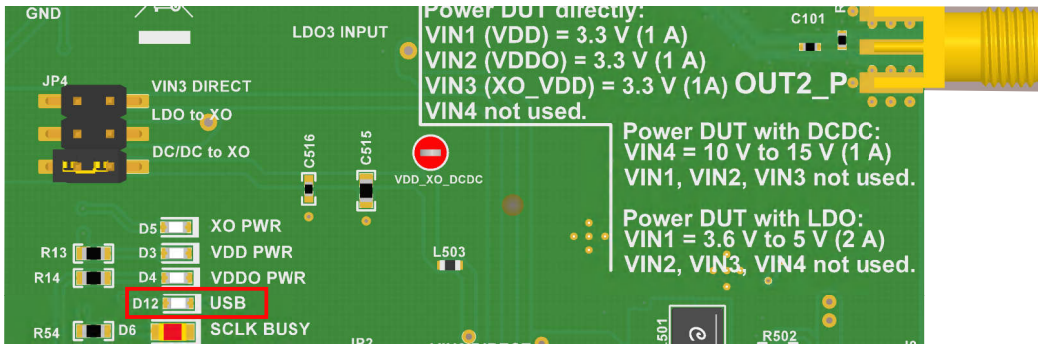 GND
LDO3 INPUT
Power DUT directly:
VIN1 (VDD) = 3.3 V (1 A)
VIN2 (VDDO) = 3.3 V (1 A)
VIN3 (XO_VDD) = 3.3 V (1A)
VIN4 not used.
C101
OUT2_P
JP4
VIN3 DIRECT
LDO to XO
DC/DC to XO
C516
C515
VDD_XO_DCDC
Power DUT with DCDC:
VIN4 = 10 V to 15 V (1 A)
VIN1, VIN2, VIN3 not used.
Power DUT with LDO:
VIN1 = 3.6 V to 5 V (2 A)
VIN2, VIN3, VIN4 not used.
D5 XO PWR
R13 D3 VDD PWR
R14 D4 VDDO PWR
D12 USB
R54 D6 SCLK BUSY
L503
R502